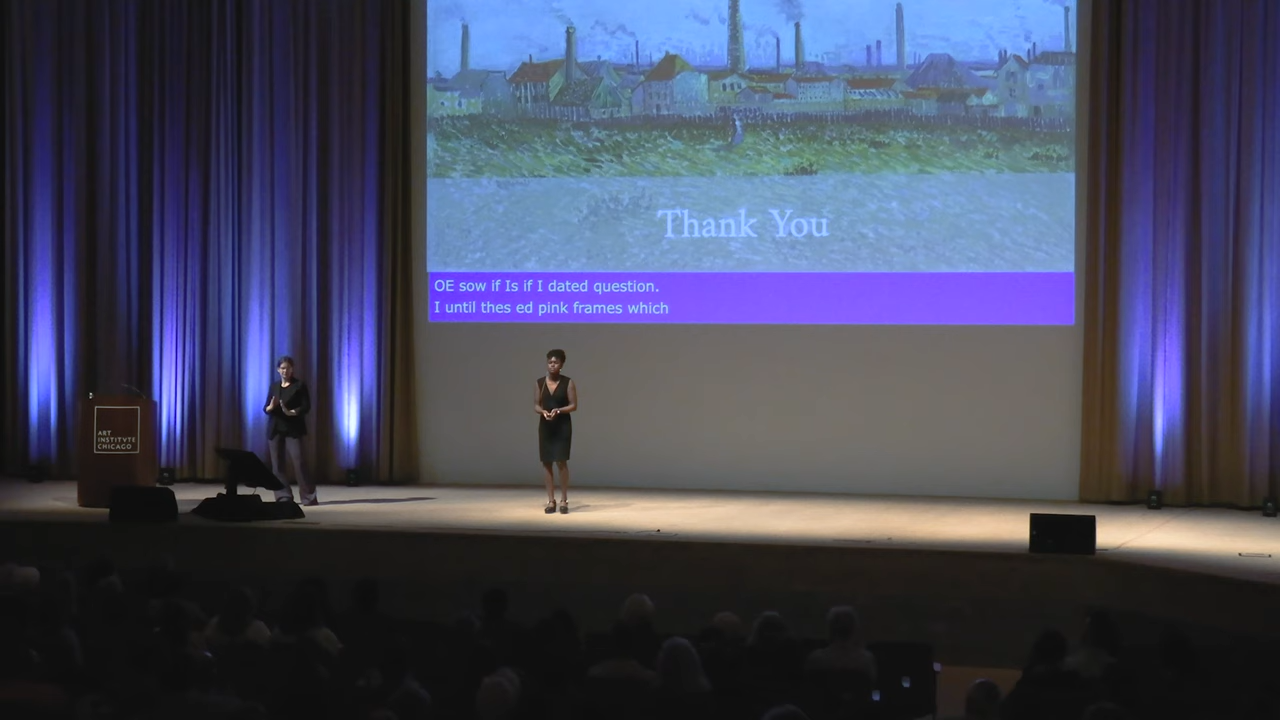 Thank You
OE sow if Is if I dated question.
I until thes ed pink frames which
ART
INSTITVTE
CHICAGO